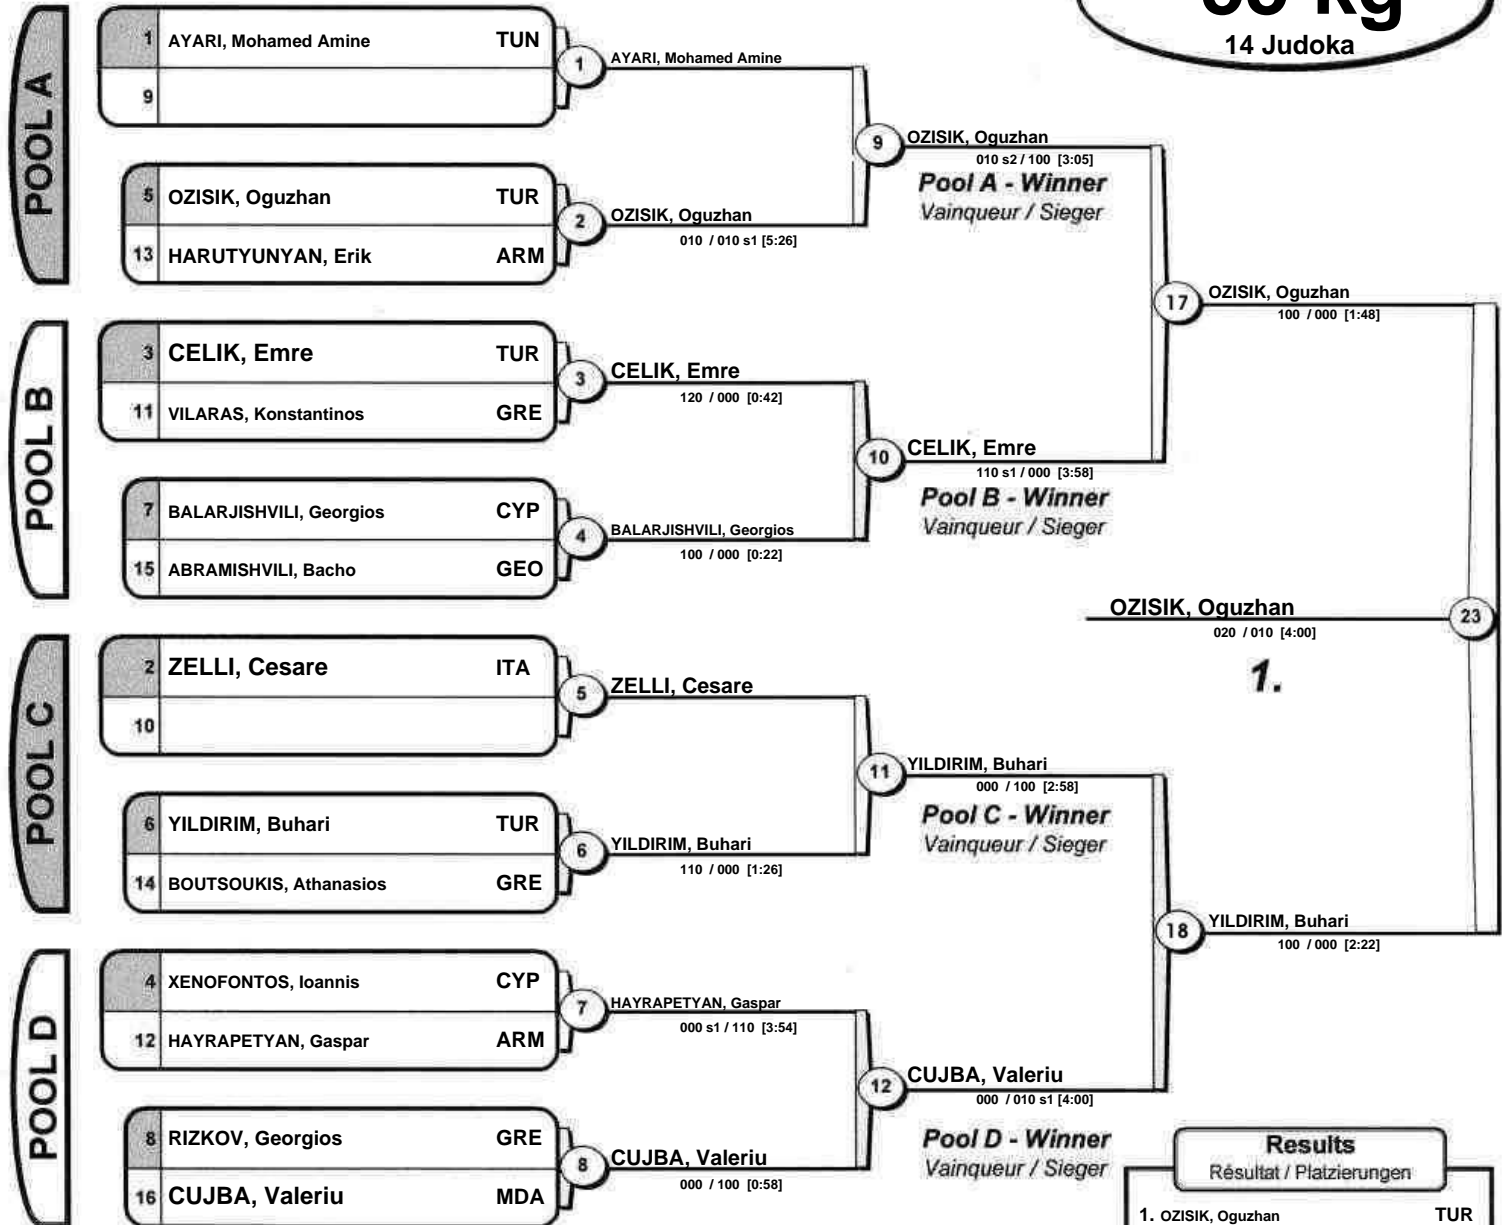 14 Judoka
POOL A
1 AYARI, Mohamed Amine TUN
9
1 AYARI, Mohamed Amine
5 OZISIK, Oguzhan TUR
13 HARUTYUNYAN, Erik ARM
2 OZISIK, Oguzhan
010 / 010 s1 [5:26]
9 OZISIK, Oguzhan
010 s2 / 100 [3:05]
Pool A - Winner
Vainqueur / Sieger
POOL B
3 CELIK, Emre TUR
11 VILARAS, Konstantinos GRE
3 CELIK, Emre
120 / 000 [0:42]
7 BALARJISHVILI, Georgios CYP
15 ABRAMISHVILI, Bacho GEO
4 BALARJISHVILI, Georgios
100 / 000 [0:22]
10 CELIK, Emre
110 s1 / 000 [3:58]
Pool B - Winner
Vainqueur / Sieger
17 OZISIK, Oguzhan
100 / 000 [1:48]
OZISIK, Oguzhan 23
020 / 010 [4:00]
1.
POOL C
2 ZELLI, Cesare ITA
10
5 ZELLI, Cesare
6 YILDIRIM, Buhari TUR
14 BOUTSOUKIS, Athanasios GRE
6 YILDIRIM, Buhari
110 / 000 [1:26]
11 YILDIRIM, Buhari
000 / 100 [2:58]
Pool C - Winner
Vainqueur / Sieger
18 YILDIRIM, Buhari
100 / 000 [2:22]
POOL D
4 XENOFONTOS, Ioannis CYP
12 HAYRAPETYAN, Gaspar ARM
7 HAYRAPETYAN, Gaspar
000 s1 / 110 [3:54]
8 RIZKOV, Georgios GRE
16 CUJBA, Valeriu MDA
8 CUJBA, Valeriu
000 / 100 [0:58]
12 CUJBA, Valeriu
000 / 010 s1 [4:00]
Pool D - Winner
Vainqueur / Sieger
Results
Résultat / Platzierungen
1. OZISIK, Oguzhan TUR